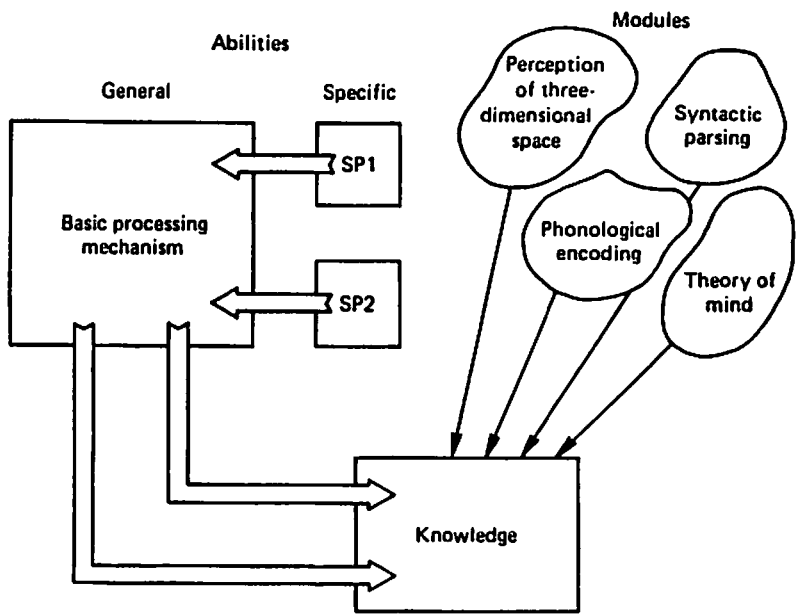 Abilities
General
Specific
Basic processing
mechanism
SP1
SP2
Modules
Perception
of three-
dimensional
space
Syntactic
parsing
Phonological
encoding
Theory of
mind
Knowledge